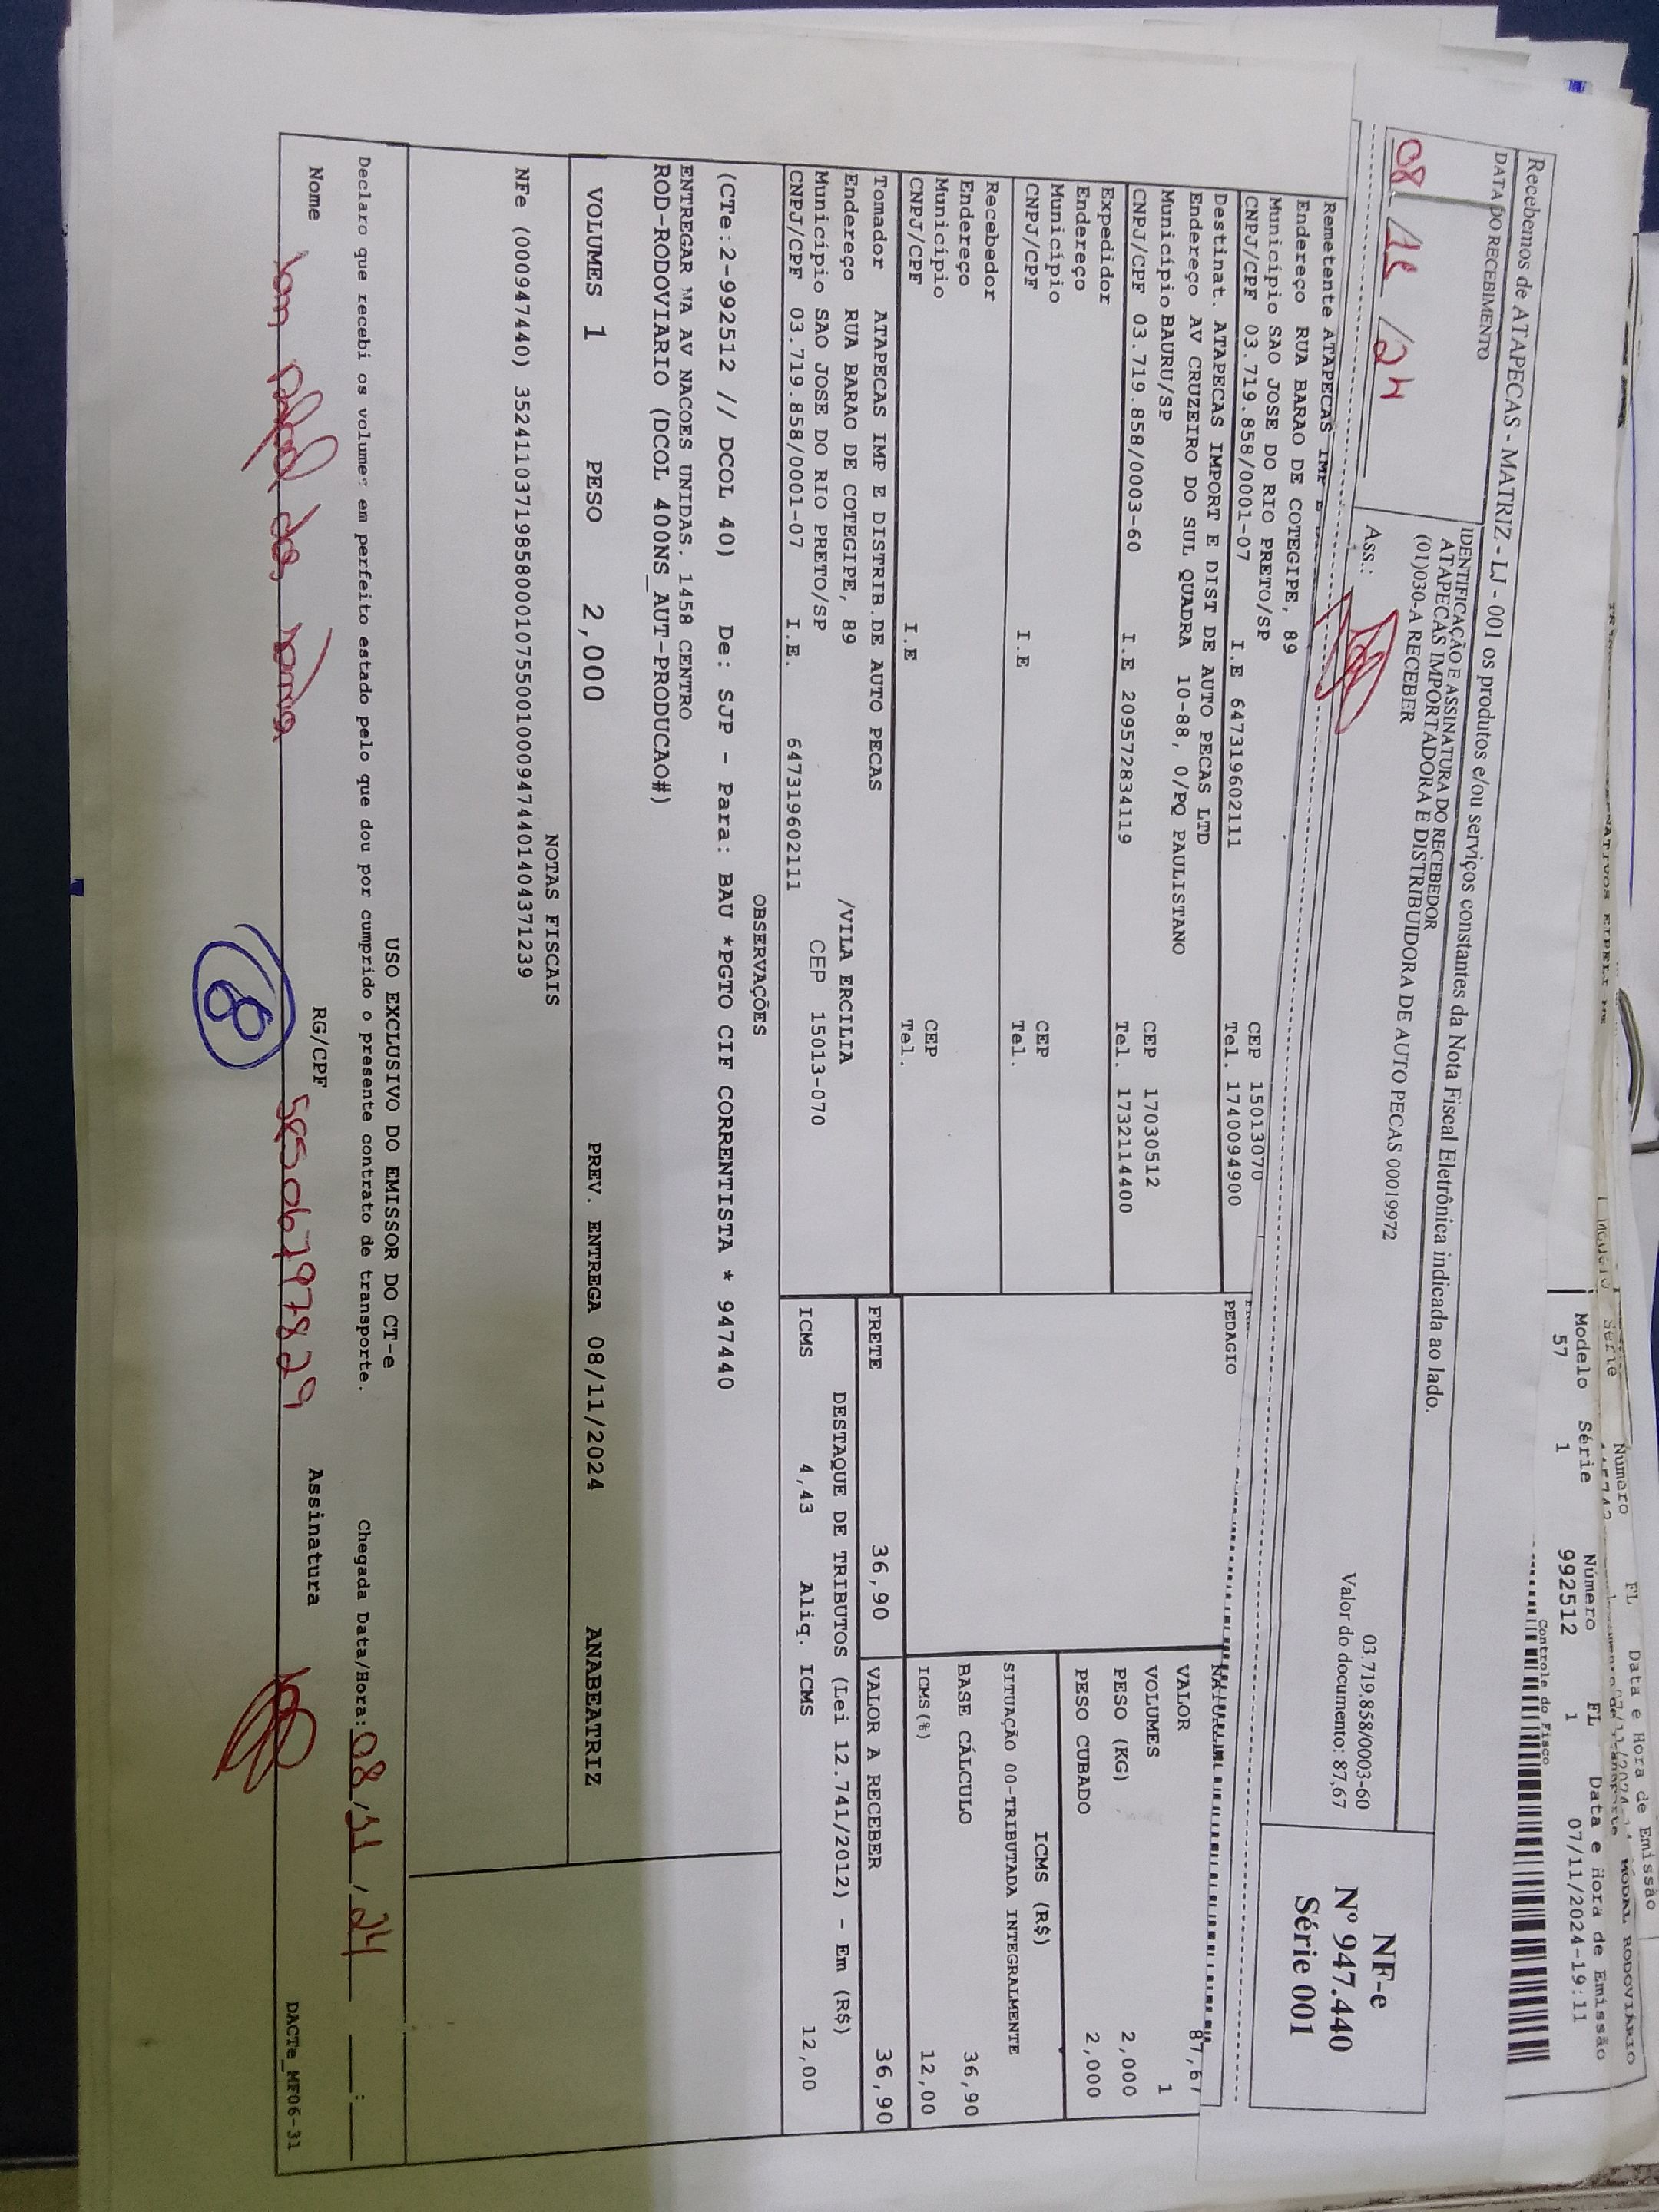 Data e Hora de Emissão
FL
Número
Série
MODAL RODOVIÁRIO
Modelo Série Número FL Data e Hora de Emissão
57 1 992512 1 07/11/2024-19:11
Controle do Fisco
Recebemos de ATAPECAS - MATRIZ - LJ - 001 os produtos e/ou serviços constantes da Nota Fiscal Eletrônica indicada ao lado.
DATA DO RECEBIMENTO
IDENTIFICAÇÃO E ASSINATURA DO RECEBEDOR
ATAPECAS IMPORTADORA E DISTRIBUIDORA DE AUTO PECAS 00019972
(01)030-A RECEBER
08/11/24
Ass.:
03.719.858/0003-60
Valor do documento: 87,67
NF-e
Nº 947.440
Série 001
Remetente ATAPECAS IMP E
Endereço RUA BARAO DE COTEGIPE, 89
Município SAO JOSE DO RIO PRETO/SP CEP 15013070
CNPJ/CPF 03.719.858/0001-07 I.E 647319602111 Tel. 1740094900
Destinat. ATAPECAS IMPORT E DIST DE AUTO PECAS LTD
Endereço AV CRUZEIRO DO SUL QUADRA 10-88, 0/PQ PAULISTANO
Município BAURU/SP CEP 17030512
CNPJ/CPF 03.719.858/0003-60 I.E 209572834119 Tel. 1732114400
Expedidor
Endereço
Município CEP
CNPJ/CPF I.E Tel.
Recebedor
Endereço
Município CEP
CNPJ/CPF I.E Tel.
Tomador ATAPECAS IMP E DISTRIB.DE AUTO PECAS
Endereço RUA BARAO DE COTEGIPE, 89 /VILA ERCILIA
Município SAO JOSE DO RIO PRETO/SP CEP 15013-070
CNPJ/CPF 03.719.858/0001-07 I.E. 647319602111
PEDAGIO
VALOR 87,67
VOLUMES 1
PESO (KG) 2,000
PESO CUBADO 2,000
ICMS (R$)
SITUAÇÃO 00-TRIBUTADA INTEGRALMENTE
BASE CÁLCULO 36,90
ICMS(%) 12,00
FRETE 36,90 VALOR A RECEBER 36,90
DESTAQUE DE TRIBUTOS (Lei 12.741/2012) - Em (R$)
ICMS 4,43 Aliq. ICMS 12,00
OBSERVAÇÕES
(CTe:2-992512 // DCOL 40) De: SJP - Para: BAU *PGTO CIF CORRENTISTA * 947440
ENTREGAR NA AV NACOES UNIDAS. 1458 CENTRO
ROD-RODOVIARIO (DCOL 400NS_AUT-PRODUCAO#)
VOLUMES 1 PESO 2,000 PREV. ENTREGA 08/11/2024 ANABEATRIZ
NOTAS FISCAIS
NFe (000947440) 35241103719858000107550010009474401404371239
USO EXCLUSIVO DO EMISSOR DO CT-e
Declaro que recebi os volumes em perfeito estado pelo que dou por cumprido o presente contrato de transporte. Chegada Data/Hora: 08/11/24 :
Nome RG/CPF 58506797829 Assinatura
DACTe_MF06-31